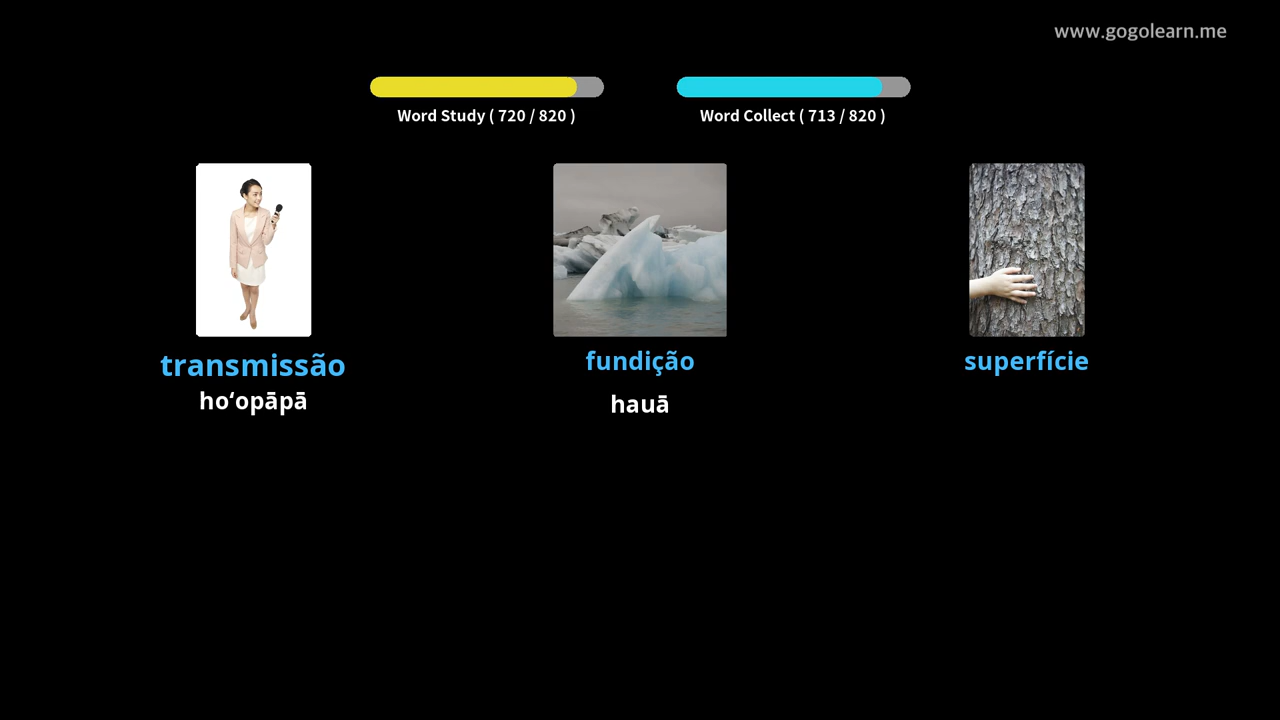 www.gogolearn.me
Word Study ( 720 / 820 )
Word Collect ( 713 / 820 )
transmissão
hoʻopāpā
fundição
hauā
superfície